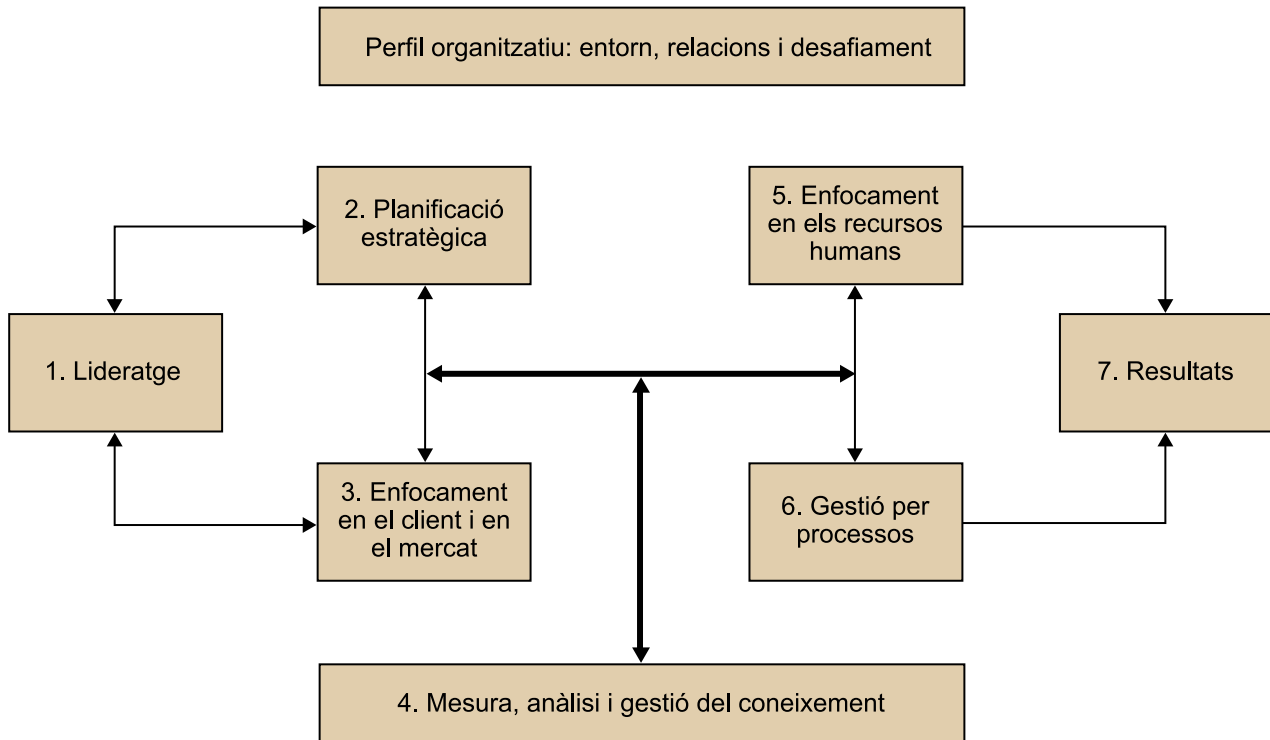 Perfil organitzatiu: entorn, relacions i desafiament
2. Planificació
estratègica
5. Enfocament
en els recursos
humans
1. Lideratge
7. Resultats
3. Enfocament
en el client i en
el mercat
6. Gestió per
processos
4. Mesura, anàlisi i gestió del coneixement